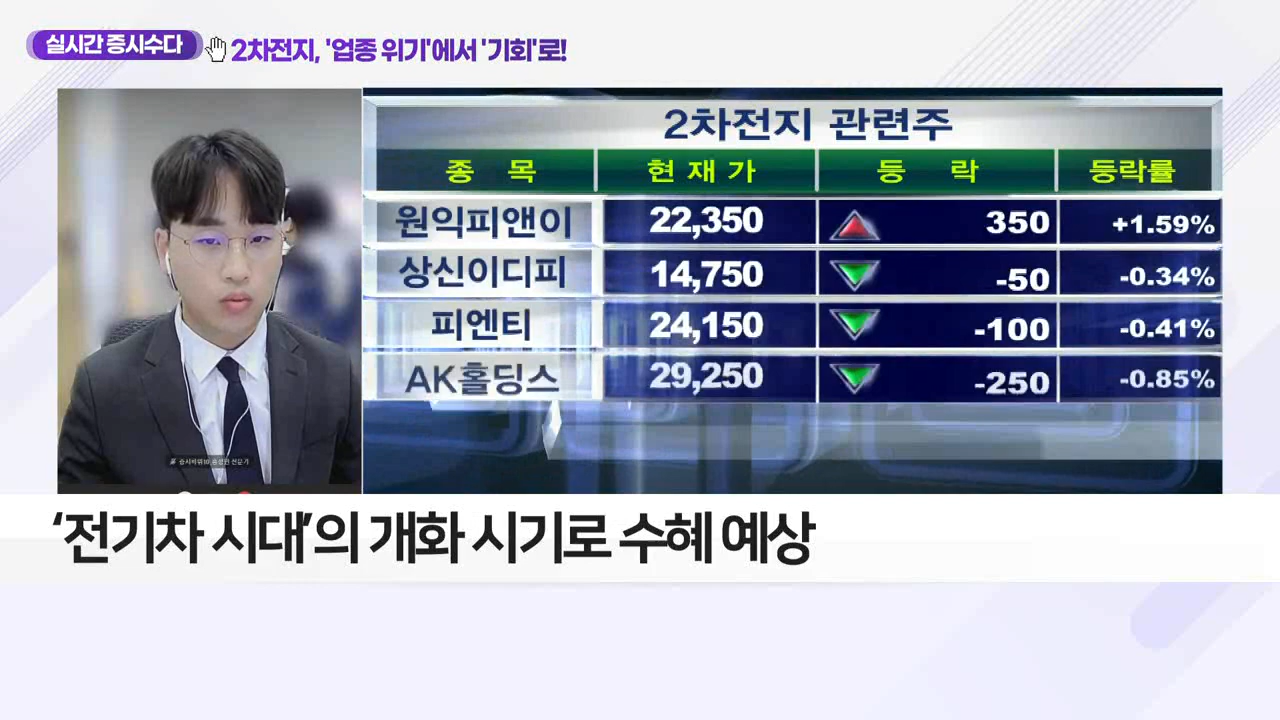 실시간 증시수다
2차전지, '업종 위기'에서 '기회'로!
2차전지 관련주
종 목 현 재 가 등 락 등락률
원익피앤이 22,350 350 +1.59%
상신이디피 14,750 -50 -0.34%
피엔티 24,150 -100 -0.41%
AK홀딩스 29,250 -250 -0.85%
‘전기차 시대’의 개화 시기로 수혜 예상